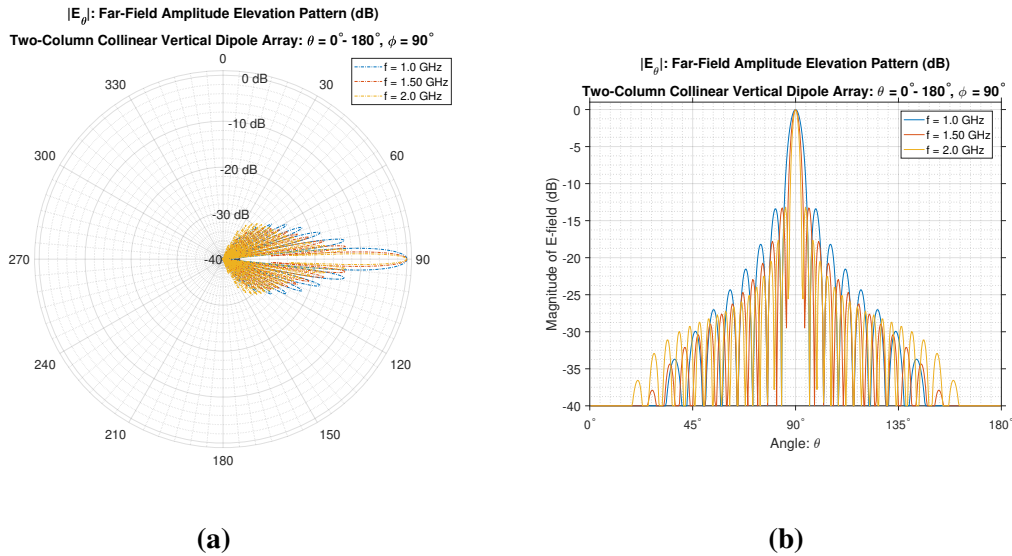 |E_θ|: Far-Field Amplitude Elevation Pattern (dB)
Two-Column Collinear Vertical Dipole Array: θ = 0°- 180°, ϕ = 90°
0
30
60
90
120
150
180
210
240
270
300
330
0 dB
-10 dB
-20 dB
-30 dB
-40
f = 1.0 GHz
f = 1.50 GHz
f = 2.0 GHz
(a)
|E_θ|: Far-Field Amplitude Elevation Pattern (dB)
Two-Column Collinear Vertical Dipole Array: θ = 0°- 180°, ϕ = 90°
f = 1.0 GHz
f = 1.50 GHz
f = 2.0 GHz
Magnitude of E-field (dB)
0
-5
-10
-15
-20
-25
-30
-35
-40
0°
45°
90°
135°
180°
Angle: θ
(b)